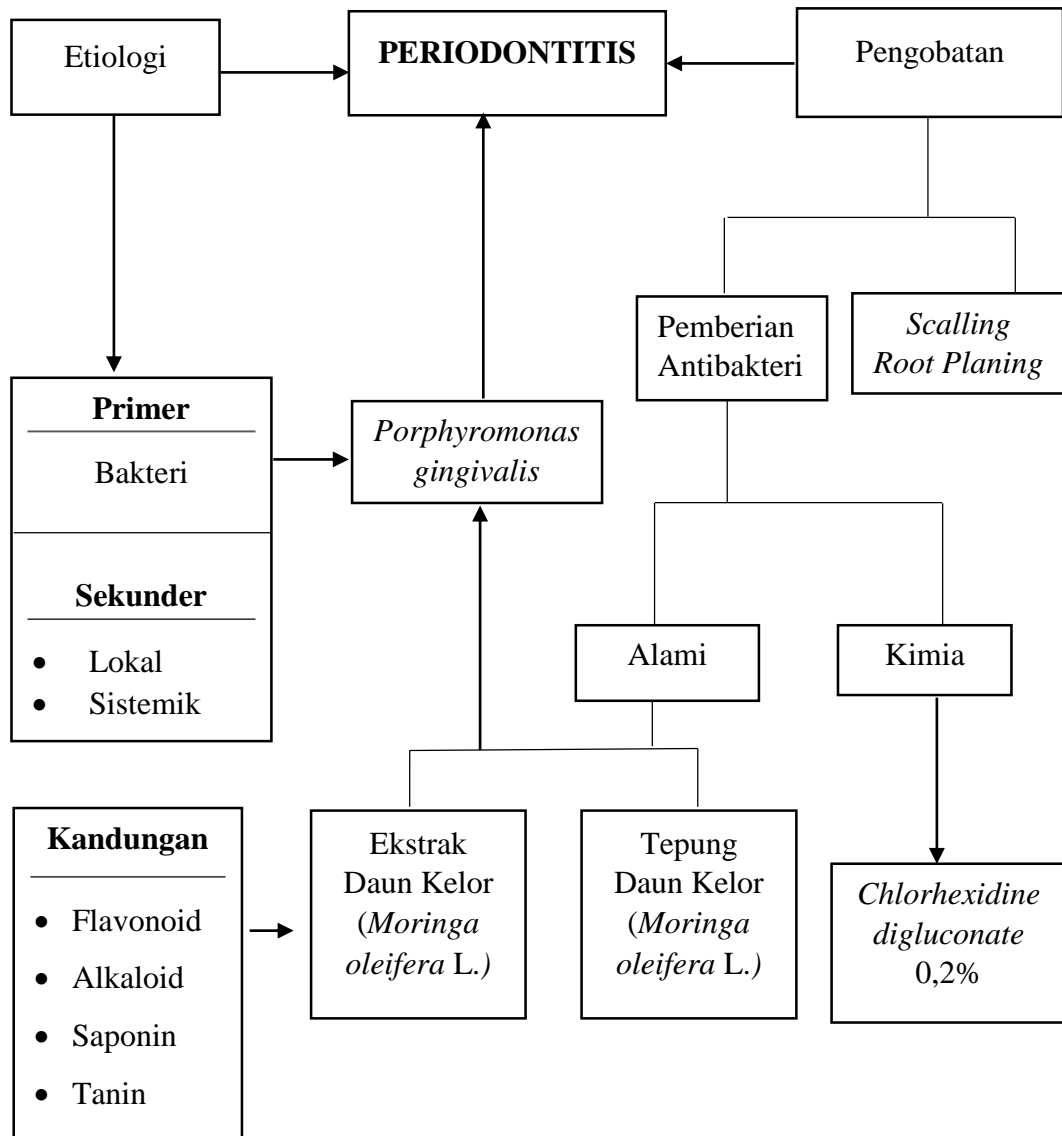 Etiologi
PERIODONTITIS
Pengobatan
Pemberian
Antibakteri
Scalling
Root Planing
Primer
Bakteri
Sekunder
• Lokal
• Sistemik
Porphyromonas
gingivalis
Alami
Kimia
Kandungan
• Flavonoid
• Alkaloid
• Saponin
• Tanin
Ekstrak
Daun Kelor
(Moringa
oleifera L.)
Tepung
Daun Kelor
(Moringa
oleifera L.)
Chlorhexidine
digluconate
0,2%